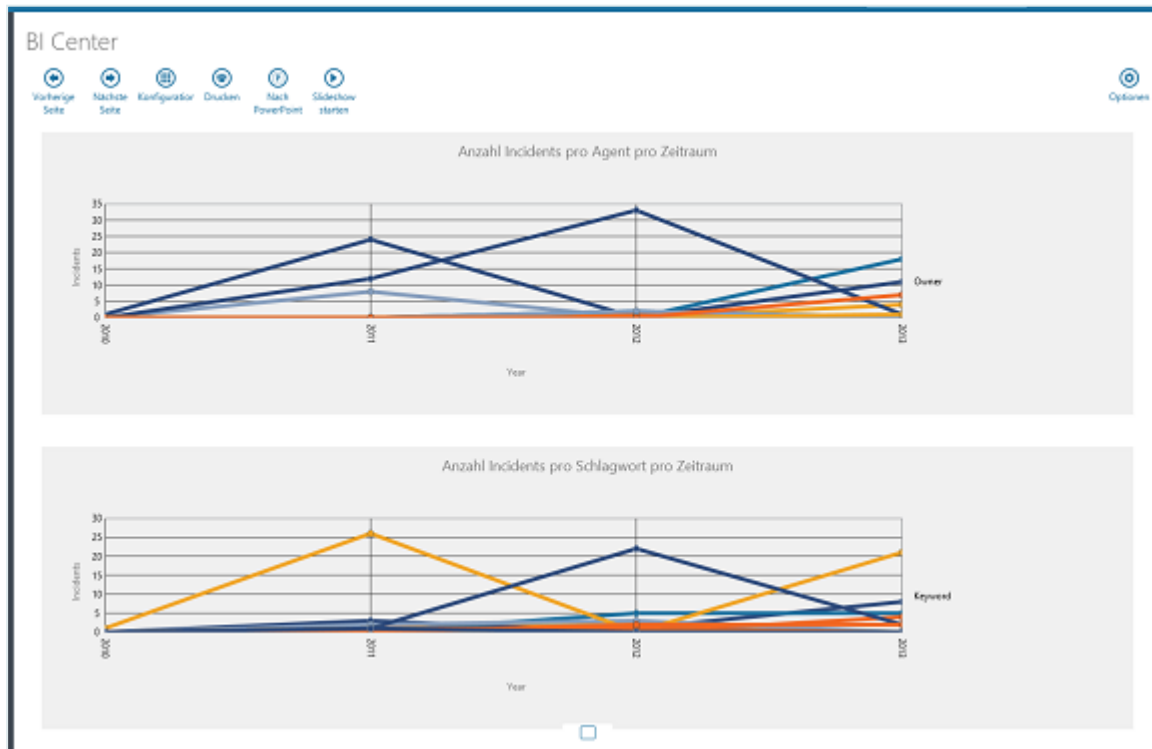 BI Center
Vorherige
Seite
Nächste
Seite
Konfiguration
Drucken
Nach
PowerPoint
Slideshow
starten
Optionen
Anzahl Incidents pro Agent pro Zeitraum
35
30
25
20
15
10
5
0
Incidents
2010
2011
2012
2013
Owner
Year
Anzahl Incidents pro Schlagwort pro Zeitraum
30
25
20
15
10
5
0
Incidents
2010
2011
2012
2013
Keyword
Year